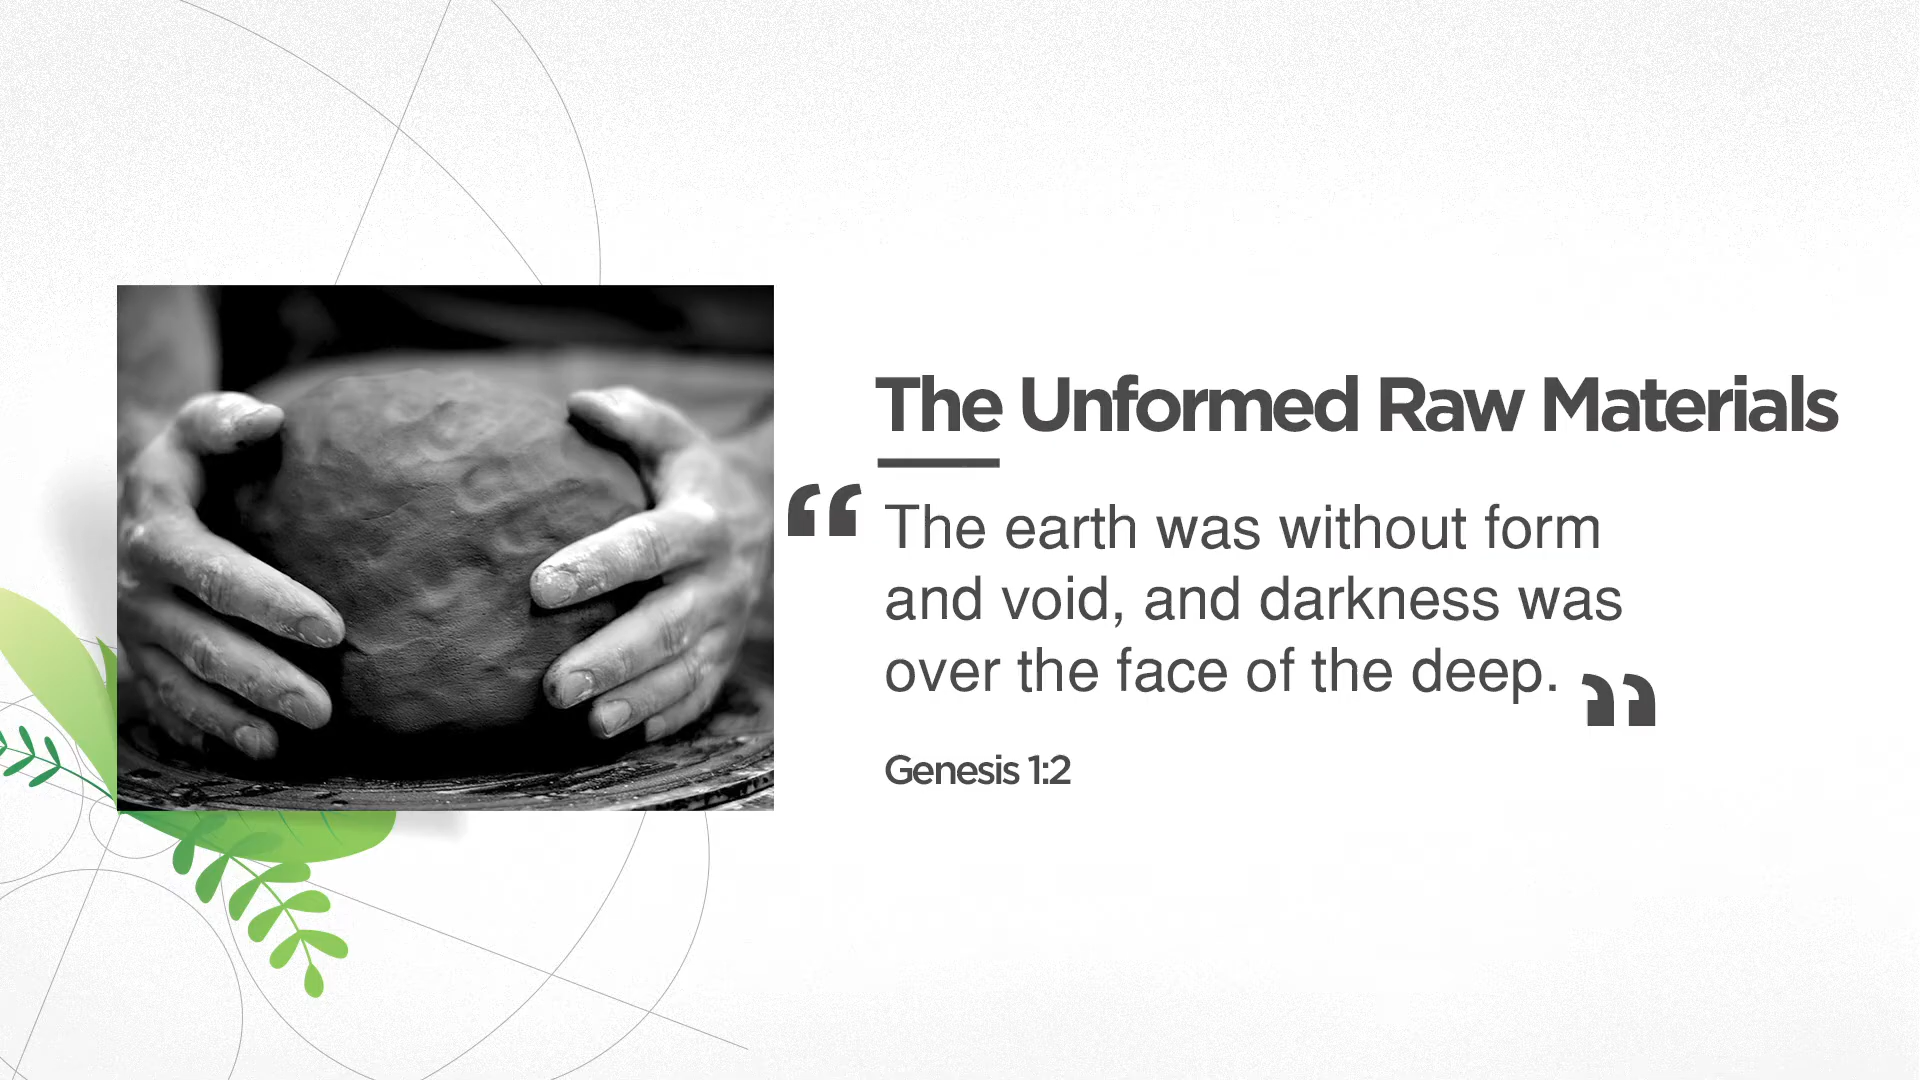 The Unformed Raw Materials
“The earth was without form
and void, and darkness was
over the face of the deep.”
Genesis 1:2